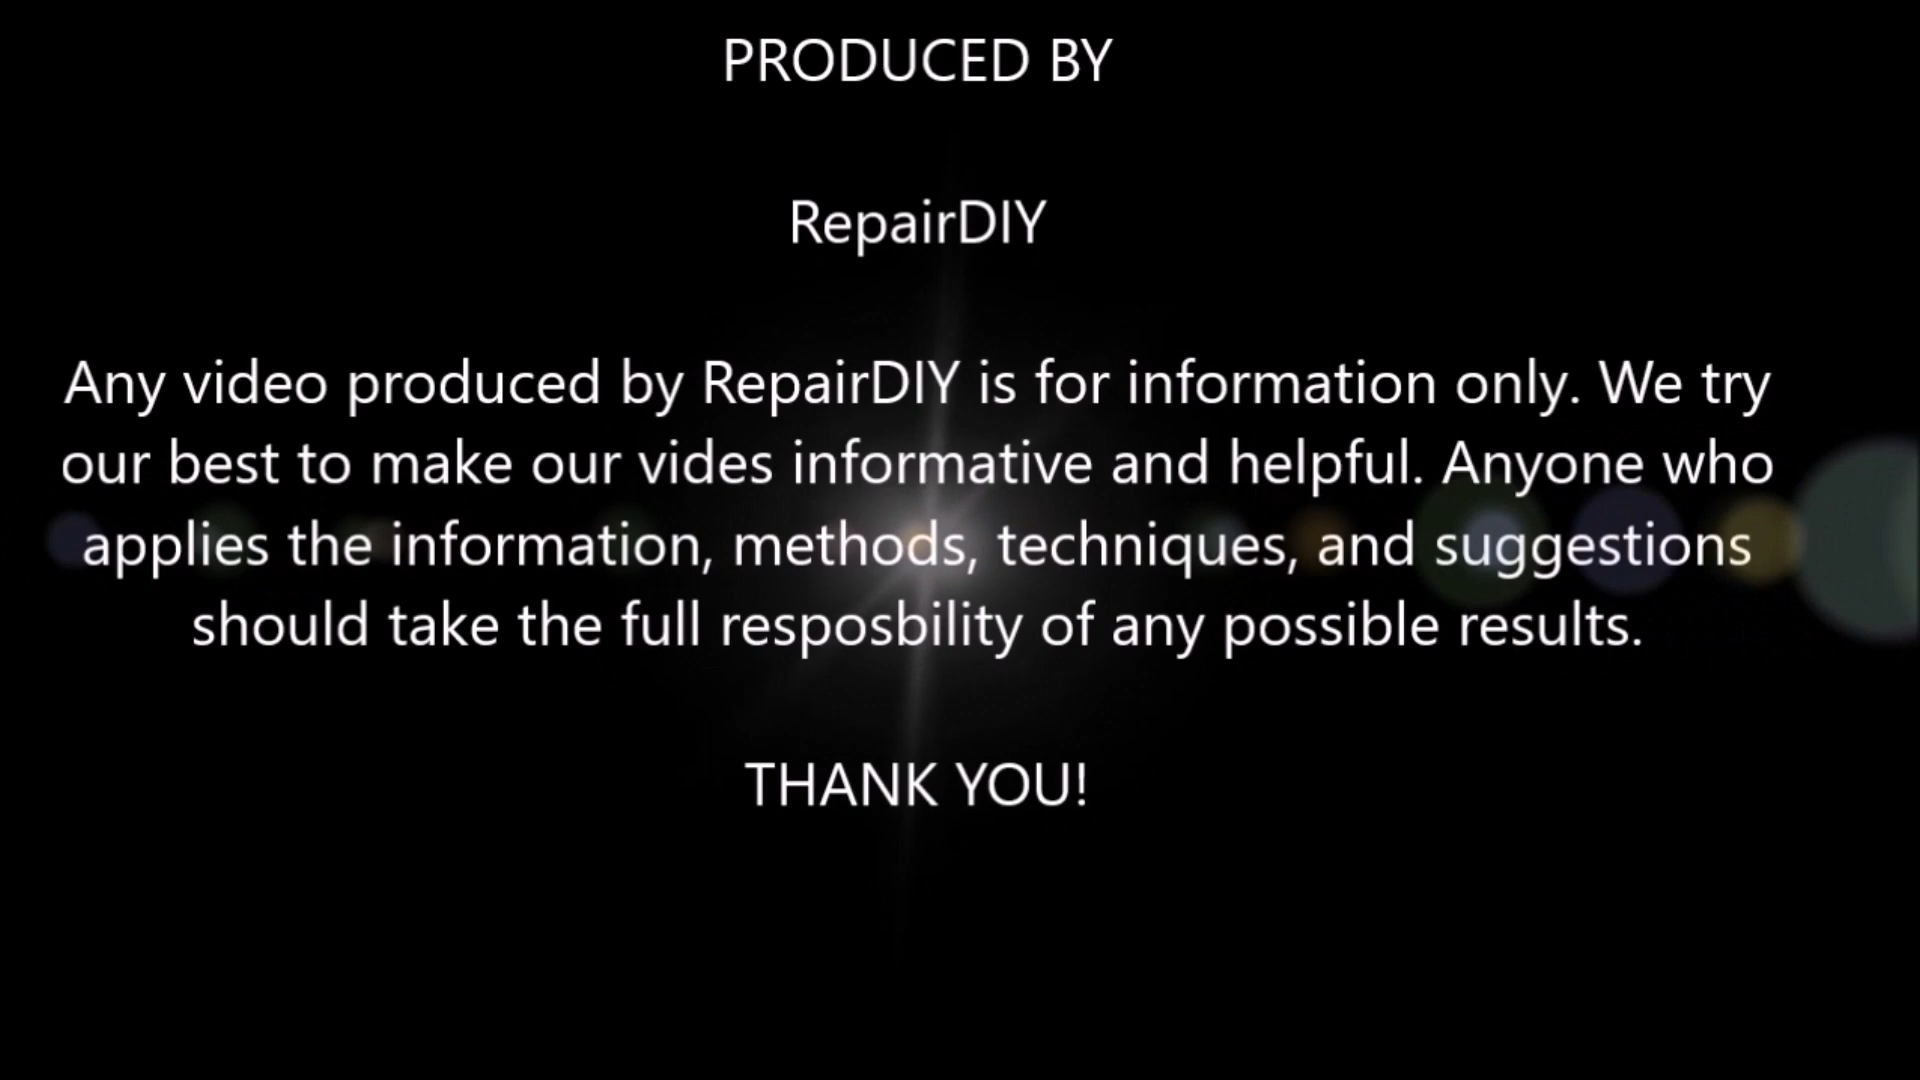 PRODUCED BY
RepairDIY
Any video produced by RepairDIY is for information only. We try
our best to make our vides informative and helpful. Anyone who
applies the information, methods, techniques, and suggestions
should take the full resposbility of any possible results.
THANK YOU!